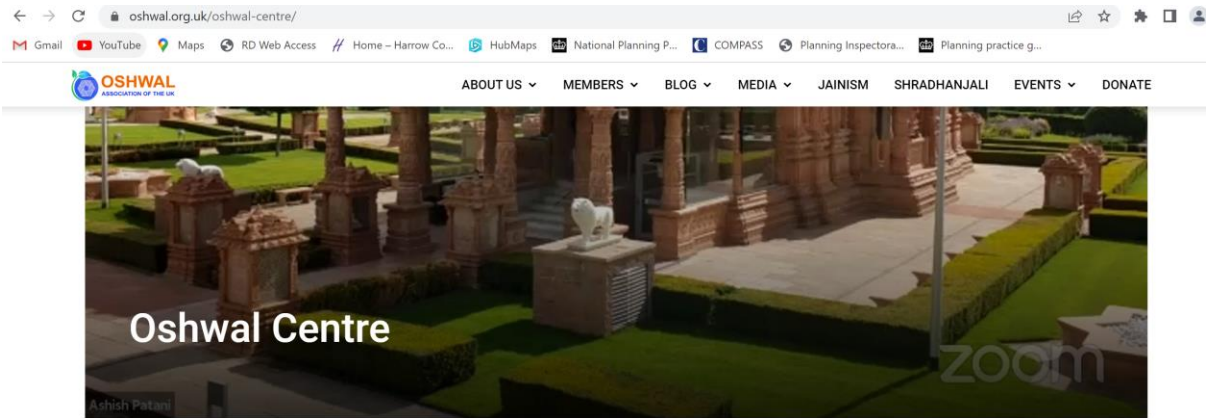 oshwal.org.uk/oshwal-centre/
Gmail YouTube Maps RD Web Access Home – Harrow Co... HubMaps National Planning P... COMPASS Planning Inspectora... Planning practice g...
OSHWAL
ASSOCIATION OF THE UK
ABOUT US MEMBERS BLOG MEDIA JAINISM SHRADHANJALI EVENTS DONATE
Oshwal Centre
zoom
Ashish Patani